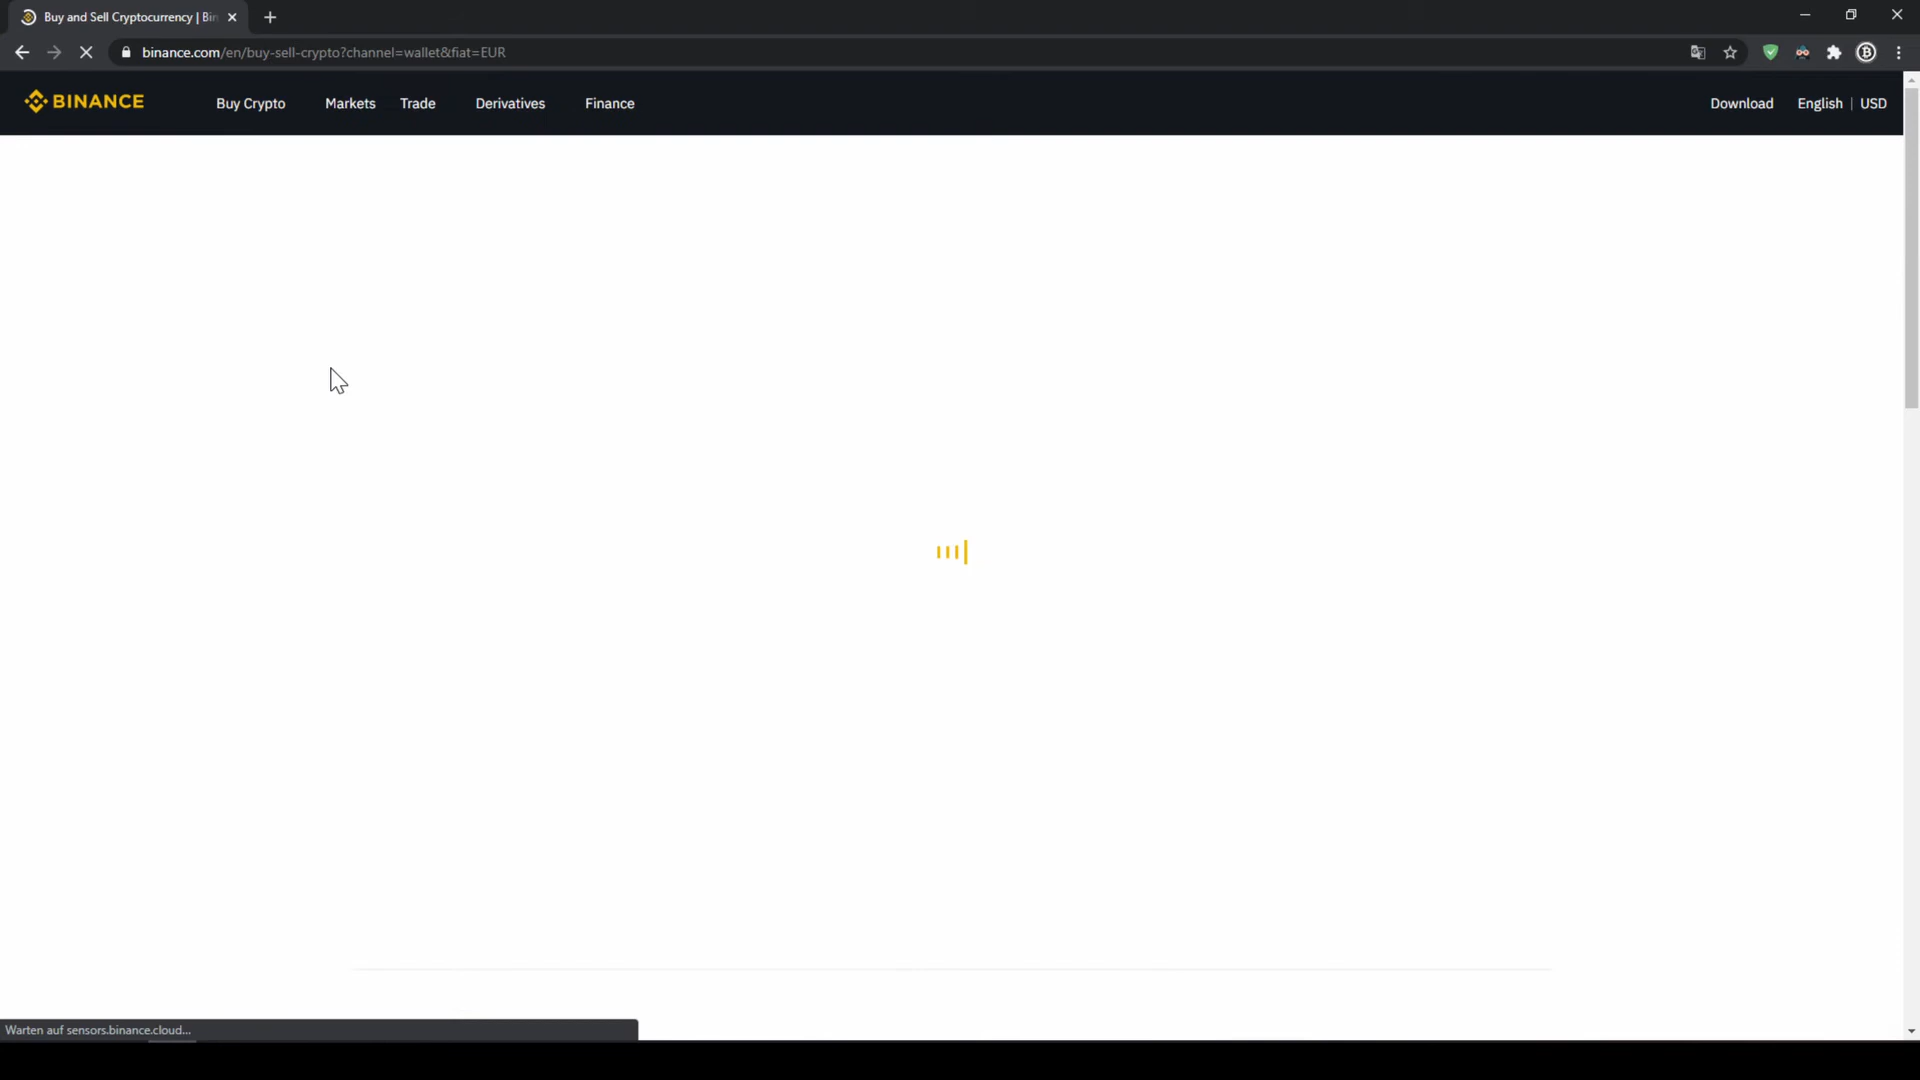 Buy and Sell Cryptocurrency | Bin
binance.com/en/buy-sell-crypto?channel=wallet&fiat=EUR
BINANCE
Buy Crypto
Markets
Trade
Derivatives
Finance
Download
English | USD
Warten auf sensors.binance.cloud...